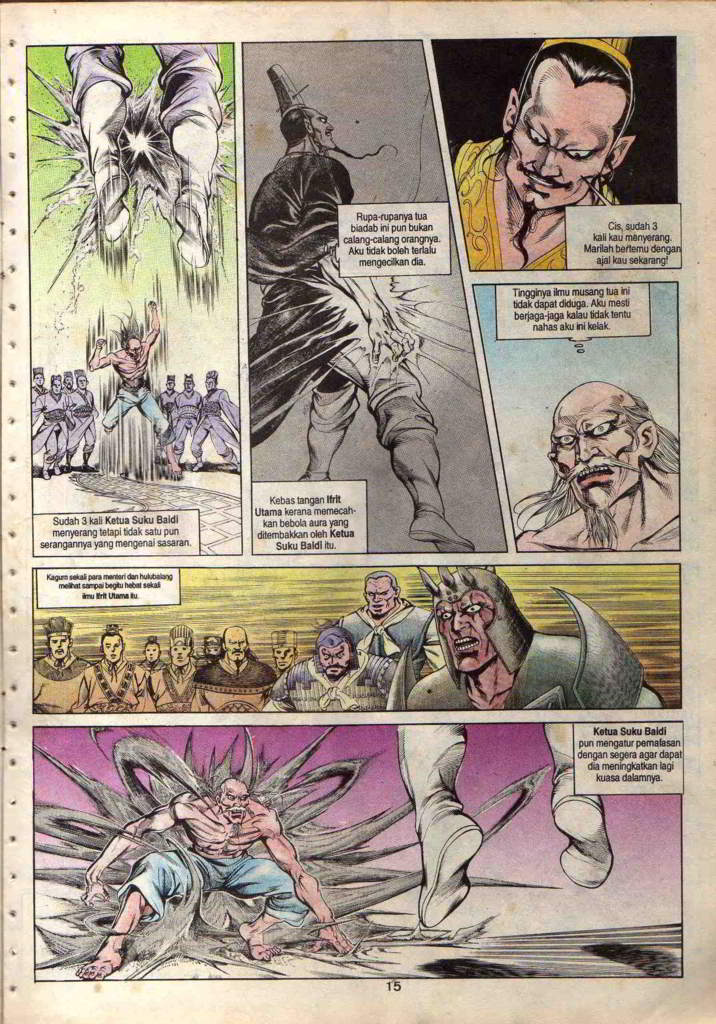 Sudah 3 kali Ketua Suku Baidi
menyerang tetapi tidak satu pun
serangannya yang mengenai sasaran.
Rupa-rupanya tua
biadab ini pun bukan
calang-calang orangnya.
Aku tidak boleh terlalu
mengecilkan dia.
Kebas tangan Ifrit
Utama kerana memecah-
kan bebola aura yang
ditembakkan oleh Ketua
Suku Baidi itu.
Cis, sudah 3
kali kau menyerang.
Marilah bertemu dengan
ajal kau sekarang!
Tingginya ilmu musang tua ini
tidak dapat diduga. Aku mesti
berjaga-jaga kalau tidak tentu
nahas aku ini kelak.
Kagum sekali para menteri dan hulubalang
melihat sampai begitu hebat sekali
ilmu Ifrit Utama itu.
Ketua Suku Baidi
pun mengatur pernafasan
dengan segera agar dapat
dia meningkatkan lagi
kuasa dalamnya.
15